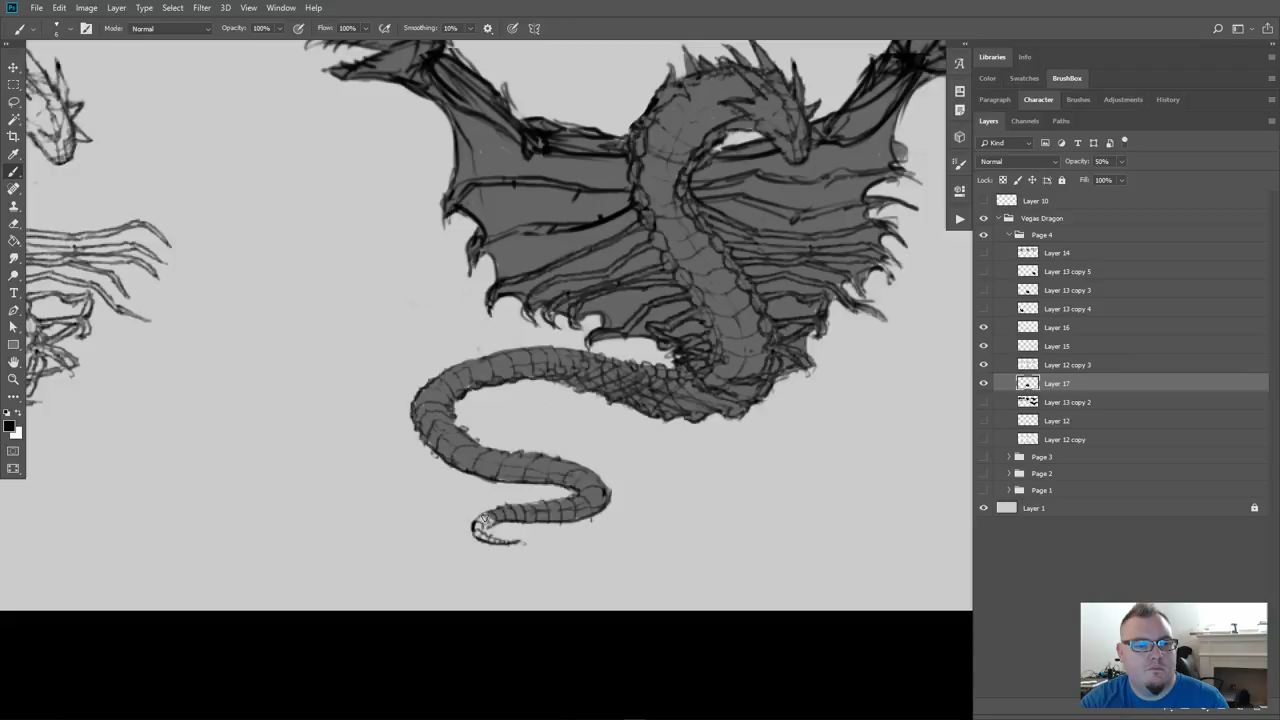 Ps File Edit Image Layer Type Select Filter 3D View Window Help
6 Mode: Normal Opacity: 100% Flow: 100% Smoothing: 10%
Libraries Info
Color Swatches BrushBox
Paragraph Character Brushes Adjustments History
Layers Channels Paths
Kind
Normal Opacity: 50%
Lock: Fill: 100%
Layer 10
Vegas Dragon
Page 4
Layer 14
Layer 13 copy 5
Layer 13 copy 3
Layer 13 copy 4
Layer 16
Layer 15
Layer 12 copy 3
Layer 17
Layer 13 copy 2
Layer 12
Layer 12 copy
Page 3
Page 2
Page 1
Layer 1